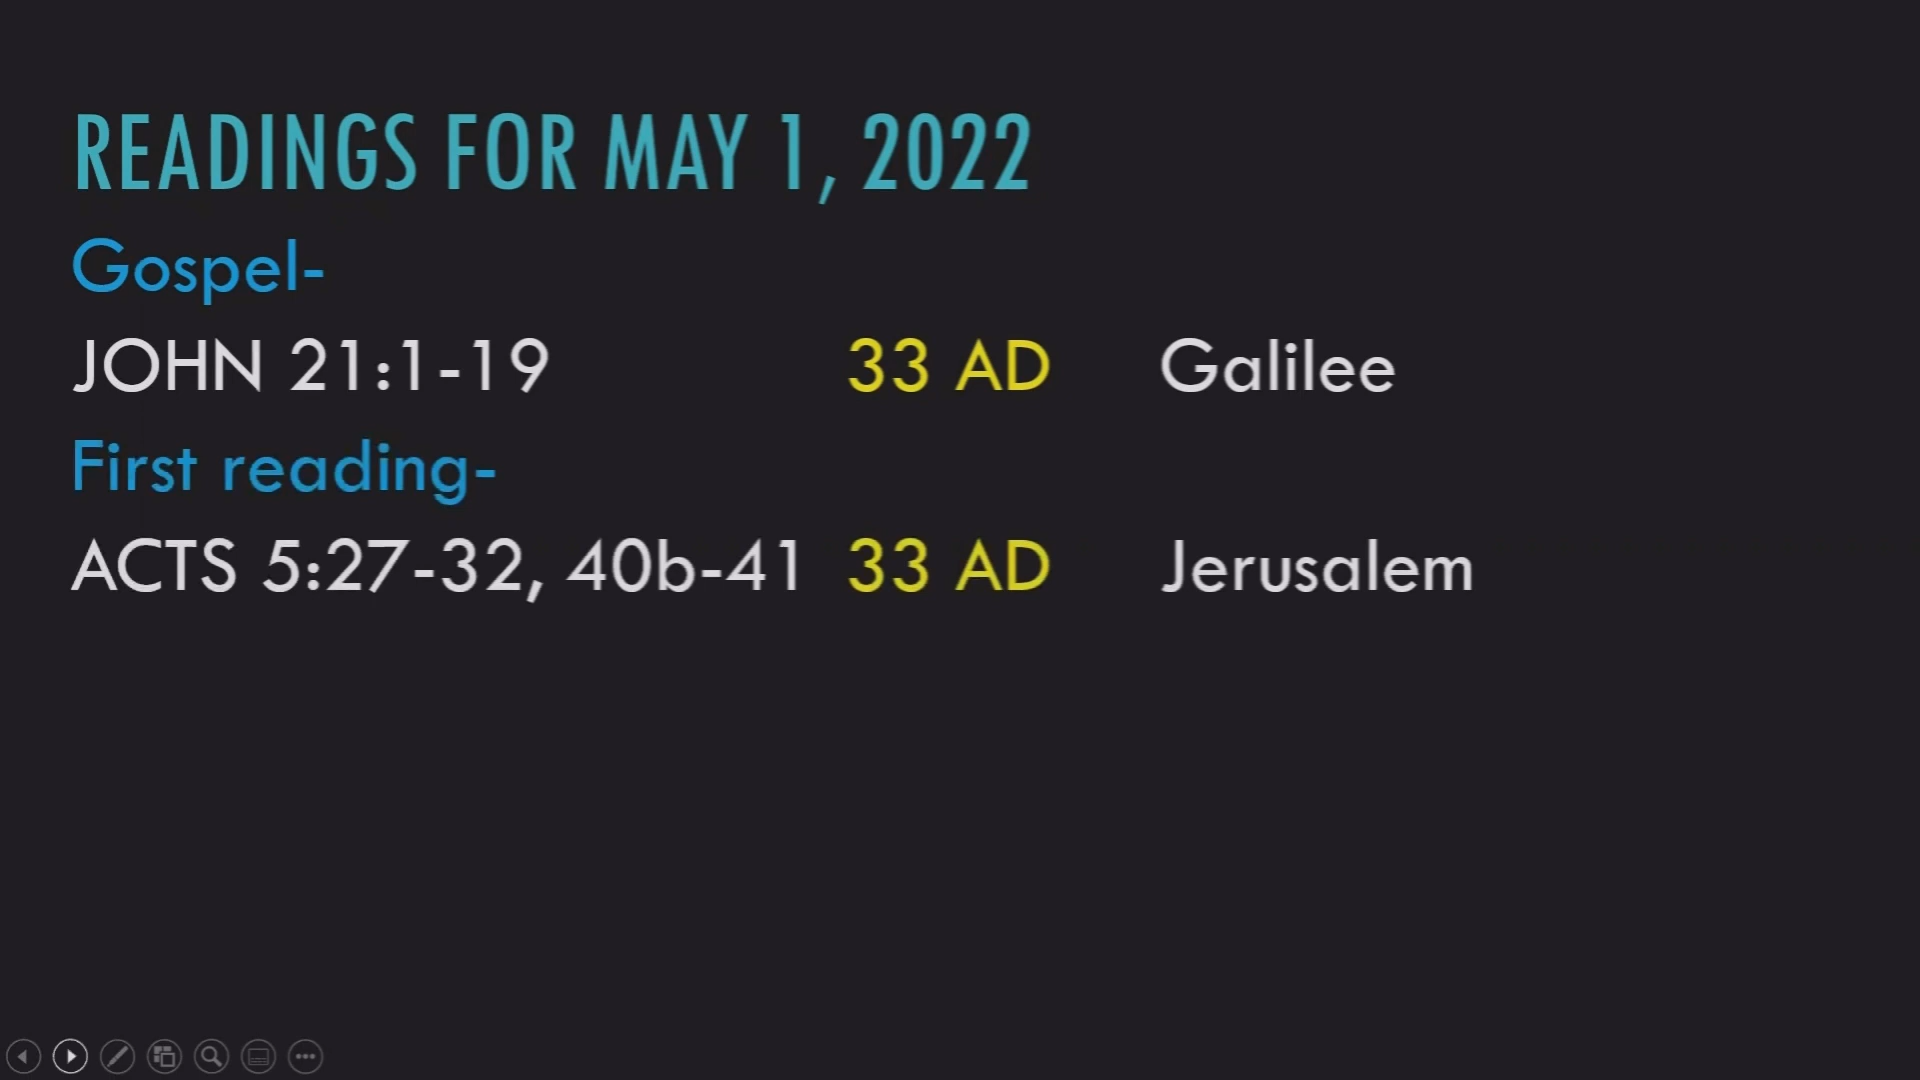 READINGS FOR MAY 1, 2022
Gospel-
JOHN 21:1-19 33 AD Galilee
First reading-
ACTS 5:27-32, 40b-41 33 AD Jerusalem